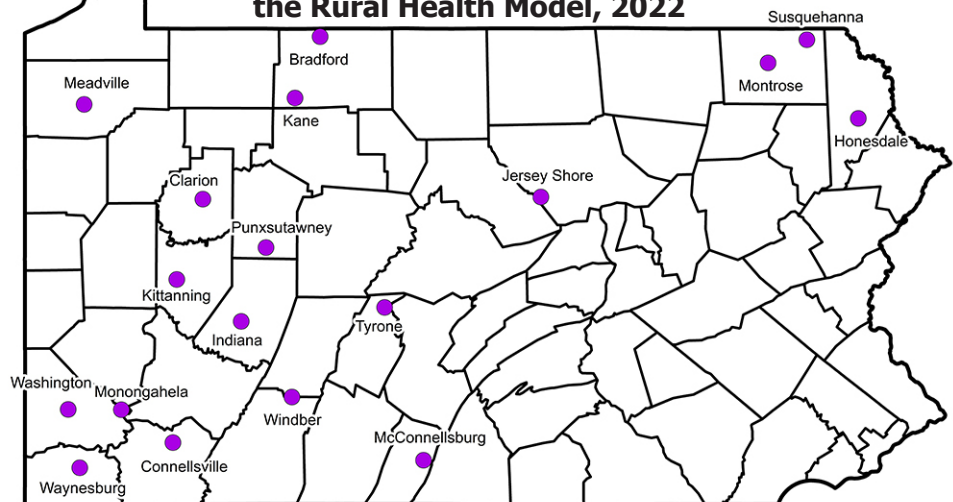 the Rural Health Model, 2022
Susquehanna
Bradford
Meadville
Montrose
Kane
Honesdale
Clarion
Jersey Shore
Punxsutawney
Kittanning
Tyrone
Indiana
Washington
Monongahela
Windber
McConnellsburg
Connellsville
Waynesburg